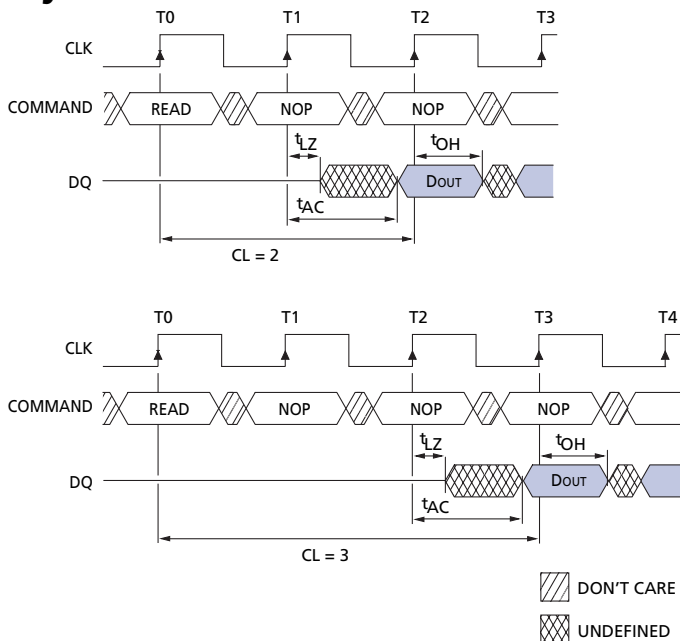 T0 T1 T2 T3
CLK
COMMAND READ NOP NOP
tLZ tOH
DQ DOUT
tAC
CL = 2
T0 T1 T2 T3 T4
CLK
COMMAND READ NOP NOP NOP
tLZ tOH
DQ DOUT
tAC
CL = 3
DON'T CARE
UNDEFINED